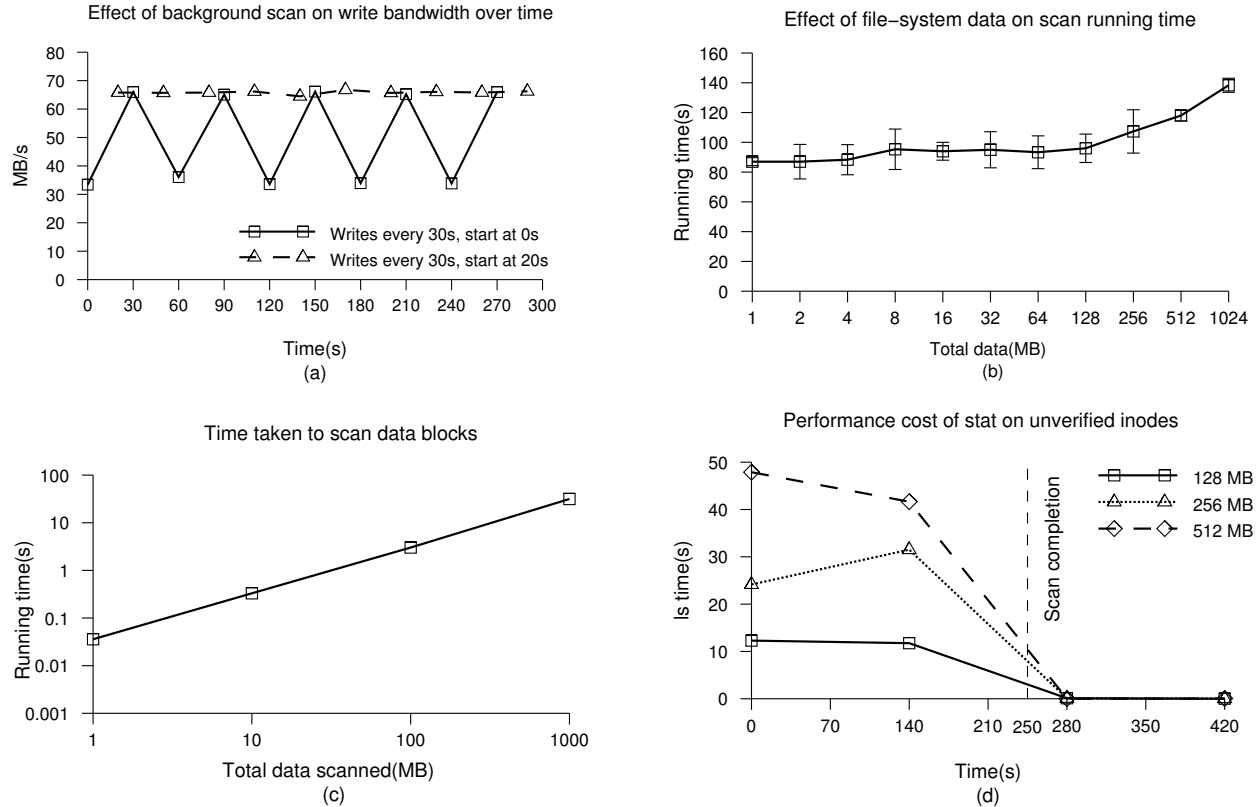 Effect of background scan on write bandwidth over time
80
70
60
50
40
30
20
10
0
MB/s
Writes every 30s, start at 0s
Writes every 30s, start at 20s
0 30 60 90 120 150 180 210 240 270 300
Time(s)
(a)
Effect of file−system data on scan running time
160
140
120
100
80
60
40
20
0
Running time(s)
1 2 4 8 16 32 64 128 256 512 1024
Total data(MB)
(b)
Time taken to scan data blocks
100
10
1
0.1
0.01
0.001
Running time(s)
1 10 100 1000
Total data scanned(MB)
(c)
Performance cost of stat on unverified inodes
50
40
30
20
10
0
ls time(s)
Scan completion
128 MB
256 MB
512 MB
0 70 140 210 250 280 350 420
Time(s)
(d)